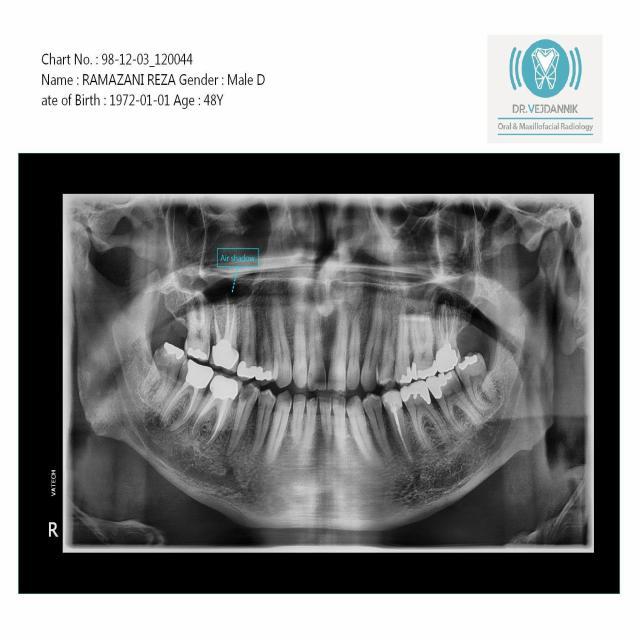 Chart No. : 98-12-03_120044
Name : RAMAZANI REZA Gender : Male D
ate of Birth : 1972-01-01 Age : 48Y
DR.VEJDANNIK
Oral & Maxillofacial Radiology
Air shadow
VATECH
R